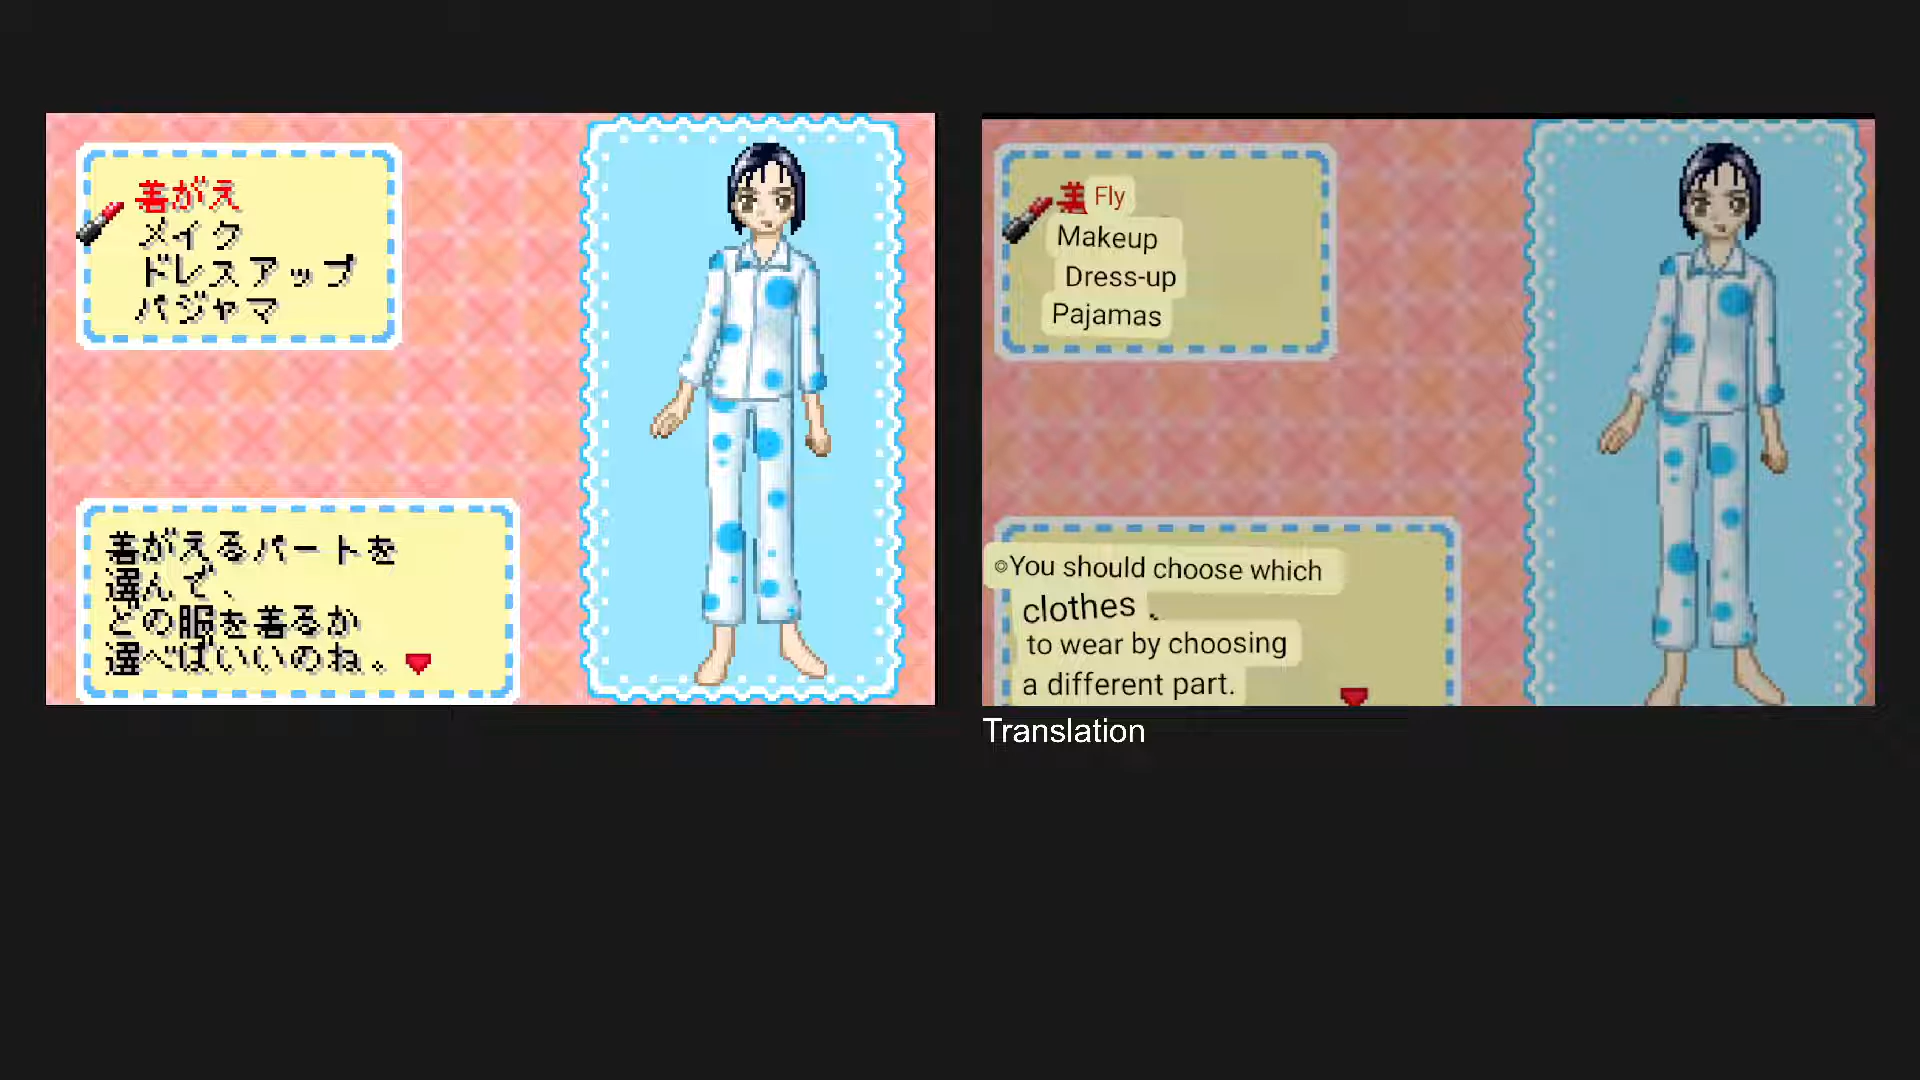 着がえ
メイク
ドレスアップ
パジャマ
着がえるパートを
選んで、
どの服を着るか
選べばいいのね。
着 Fly
Makeup
Dress-up
Pajamas
You should choose which
clothes 、
to wear by choosing
a different part.
Translation